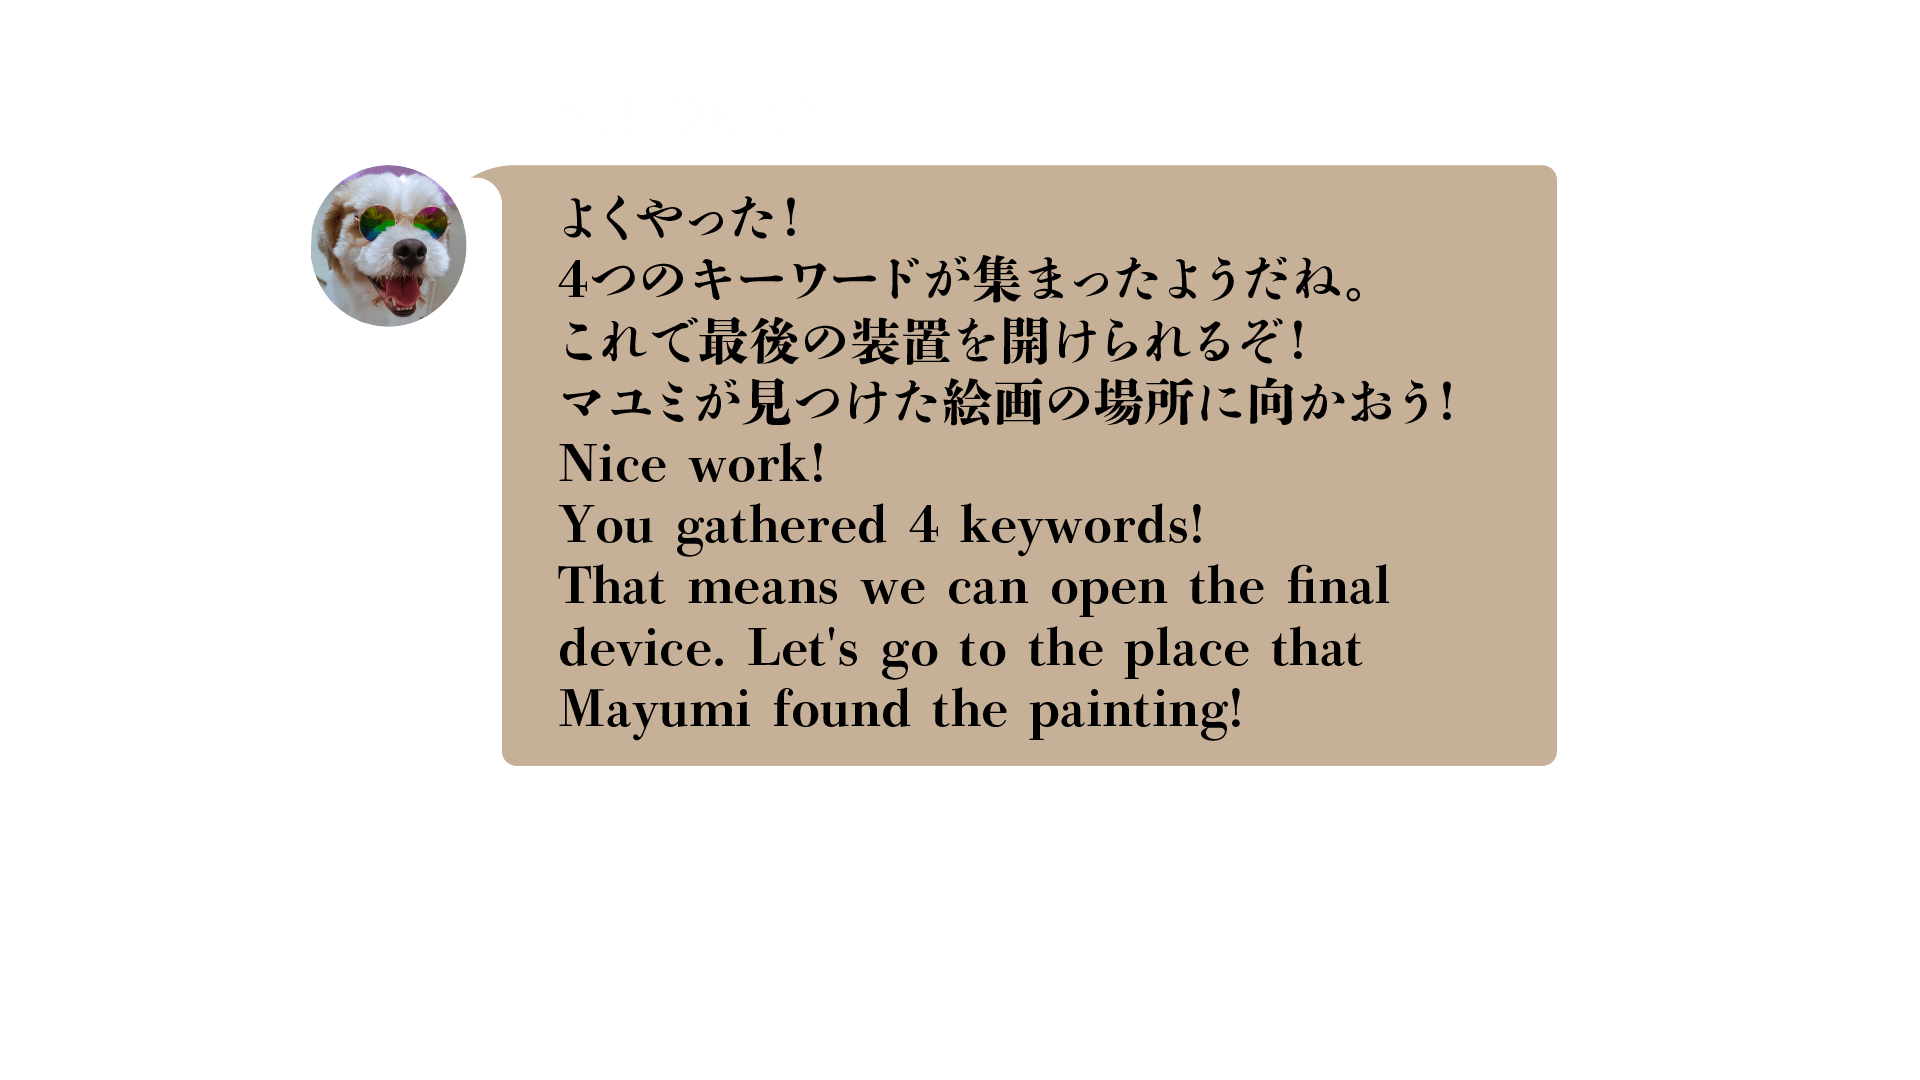 よくやった！
4つのキーワードが集まったようだね。
これで最後の装置を開けられるぞ！
マユミが見つけた絵画の場所に向かおう！
Nice work!
You gathered 4 keywords!
That means we can open the final
device. Let's go to the place that
Mayumi found the painting!